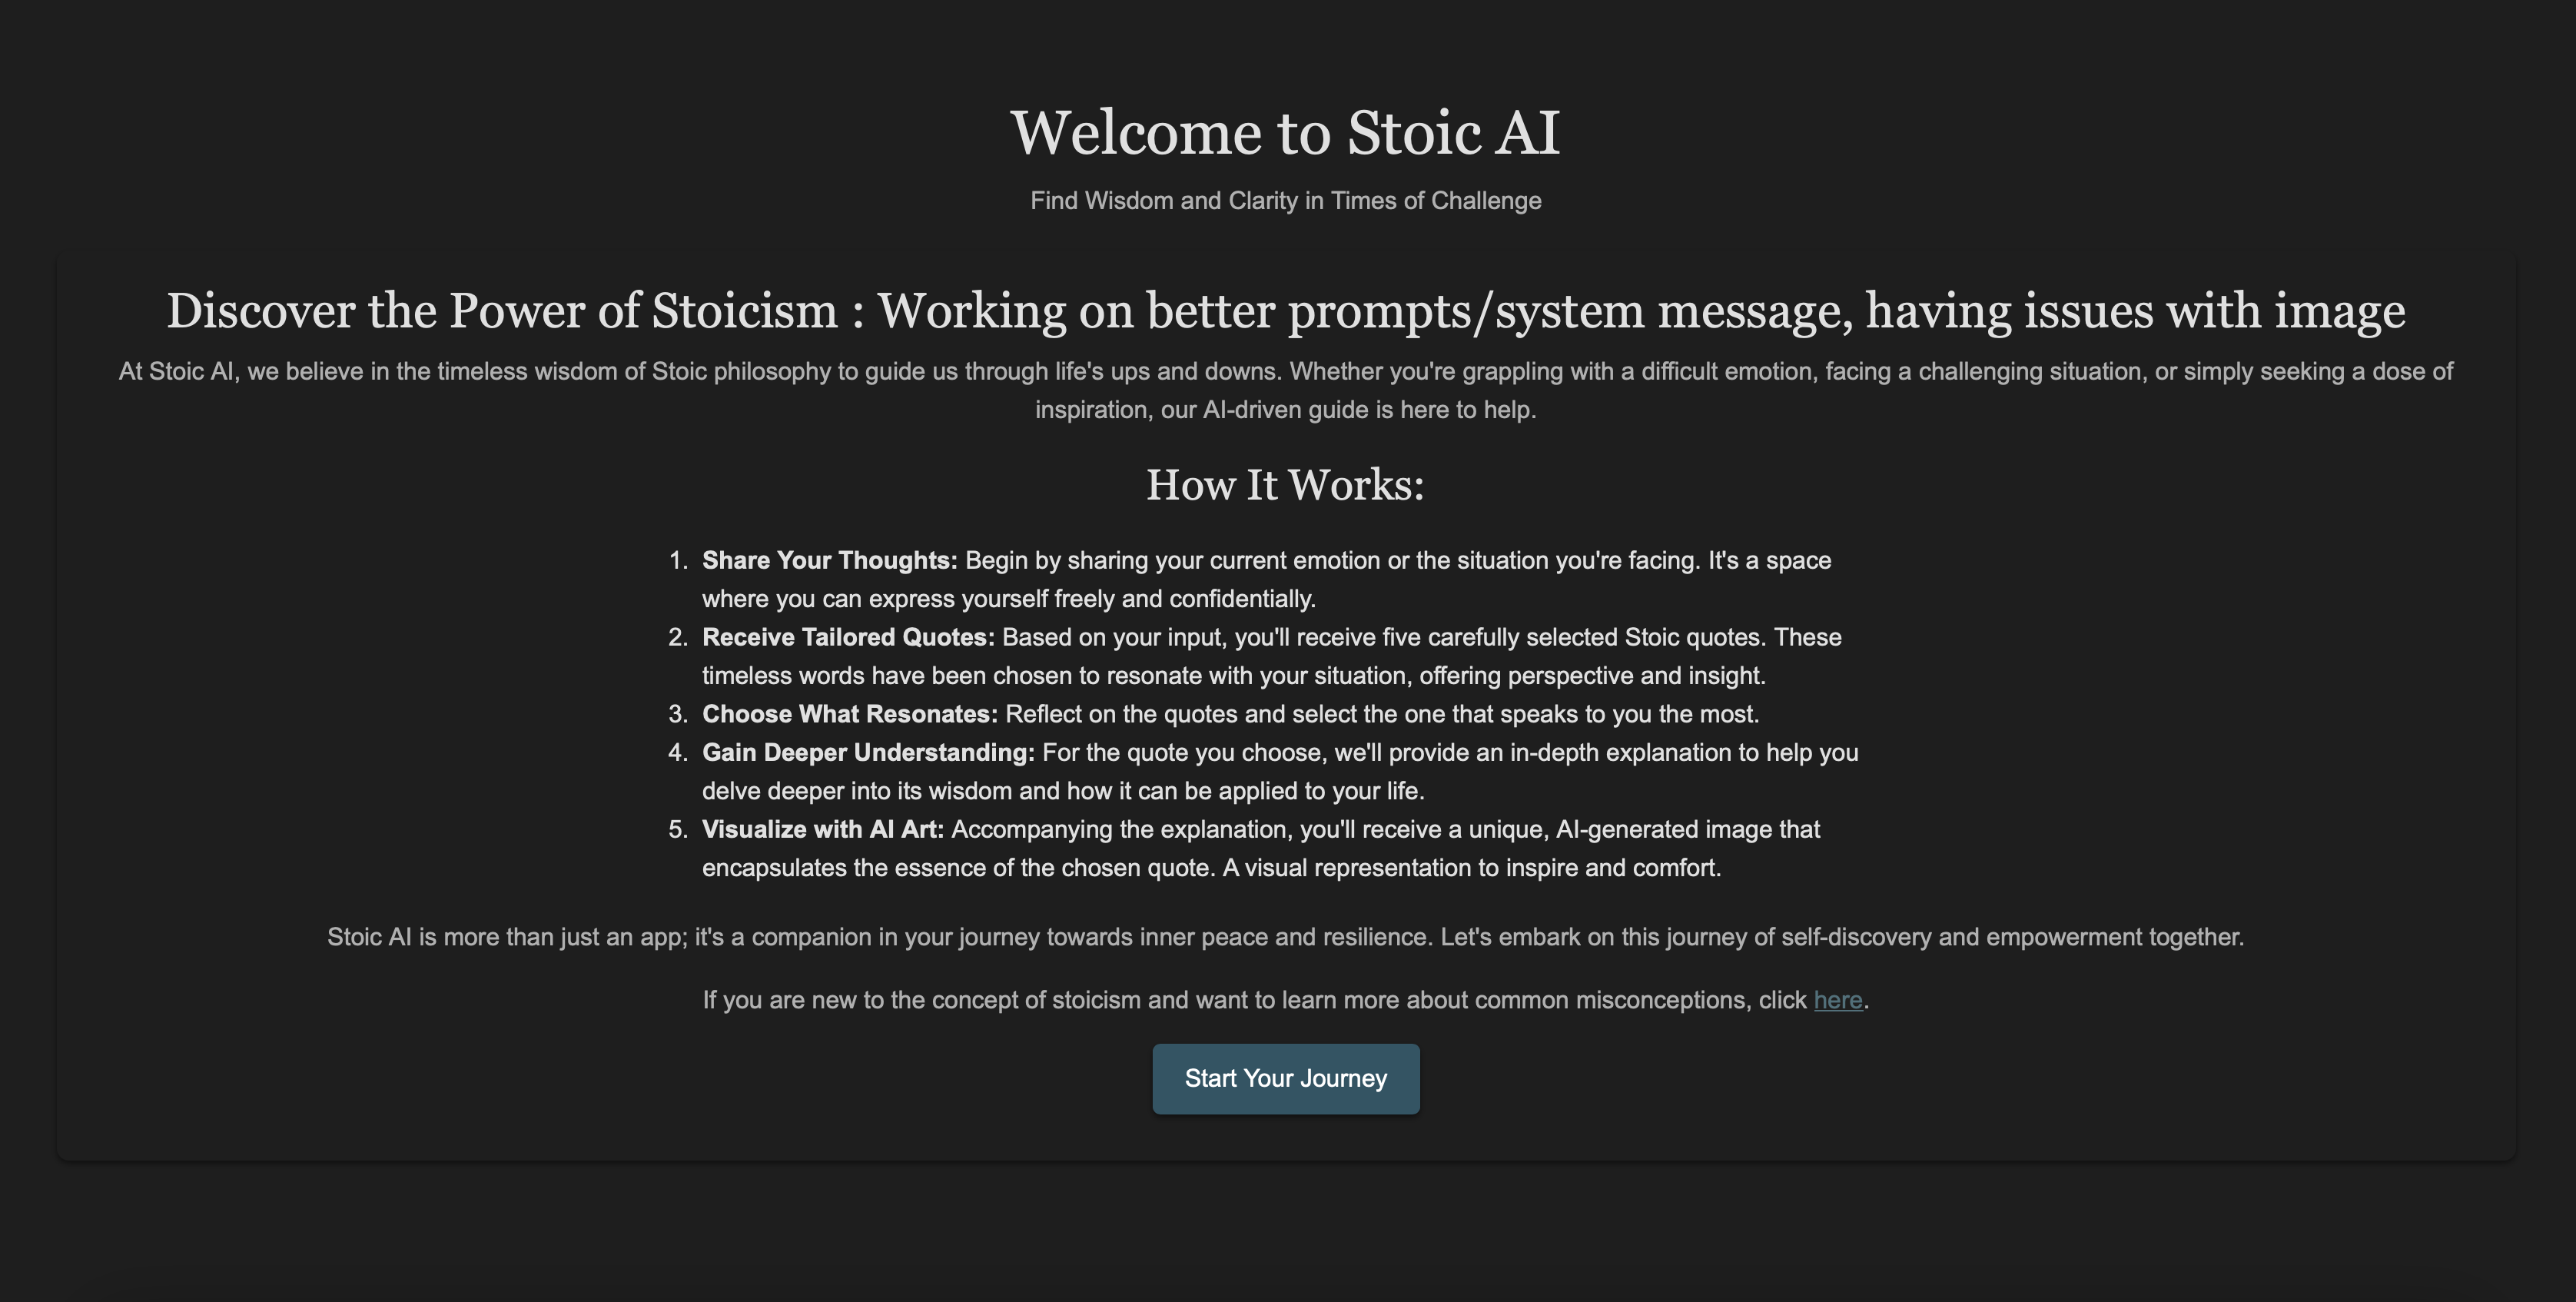 Welcome to Stoic AI
Find Wisdom and Clarity in Times of Challenge
Discover the Power of Stoicism : Working on better prompts/system message, having issues with image
At Stoic AI, we believe in the timeless wisdom of Stoic philosophy to guide us through life's ups and downs. Whether you're grappling with a difficult emotion, facing a challenging situation, or simply seeking a dose of
inspiration, our AI-driven guide is here to help.
How It Works:
1. Share Your Thoughts: Begin by sharing your current emotion or the situation you're facing. It's a space
where you can express yourself freely and confidentially.
2. Receive Tailored Quotes: Based on your input, you'll receive five carefully selected Stoic quotes. These
timeless words have been chosen to resonate with your situation, offering perspective and insight.
3. Choose What Resonates: Reflect on the quotes and select the one that speaks to you the most.
4. Gain Deeper Understanding: For the quote you choose, we'll provide an in-depth explanation to help you
delve deeper into its wisdom and how it can be applied to your life.
5. Visualize with AI Art: Accompanying the explanation, you'll receive a unique, AI-generated image that
encapsulates the essence of the chosen quote. A visual representation to inspire and comfort.
Stoic AI is more than just an app; it's a companion in your journey towards inner peace and resilience. Let's embark on this journey of self-discovery and empowerment together.
If you are new to the concept of stoicism and want to learn more about common misconceptions, click here.
Start Your Journey